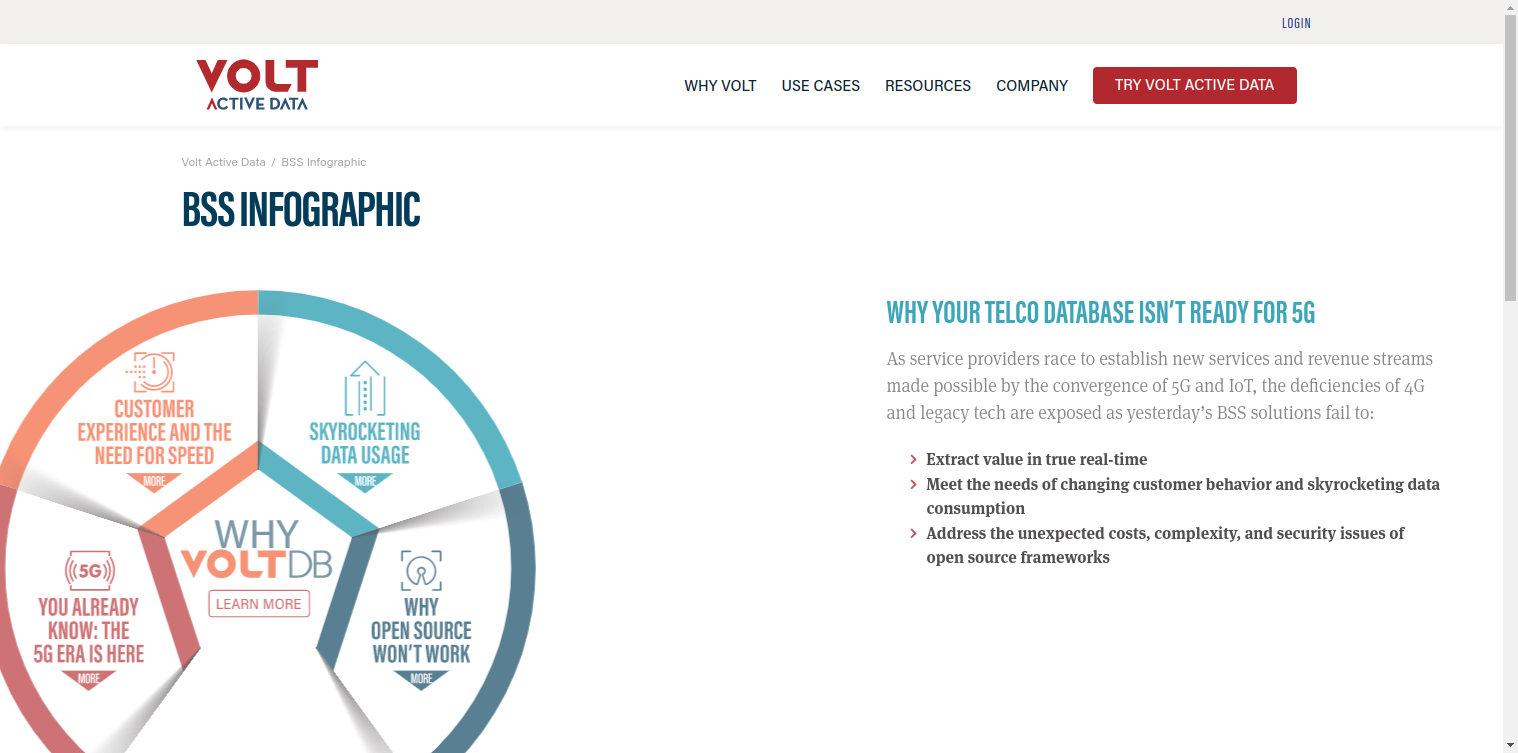 LOGIN
VOLT
ACTIVE DATA
WHY VOLT USE CASES RESOURCES COMPANY TRY VOLT ACTIVE DATA
Volt Active Data / BSS Infographic
BSS INFOGRAPHIC
CUSTOMER
EXPERIENCE AND THE
NEED FOR SPEED
MORE
SKYROCKETING
DATA USAGE
MORE
WHY
VOLTDB
LEARN MORE
5G
YOU ALREADY
KNOW: THE
5G ERA IS HERE
MORE
WHY
OPEN SOURCE
WON'T WORK
MORE
WHY YOUR TELCO DATABASE ISN'T READY FOR 5G
As service providers race to establish new services and revenue streams
made possible by the convergence of 5G and IoT, the deficiencies of 4G
and legacy tech are exposed as yesterday's BSS solutions fail to:
Extract value in true real-time
Meet the needs of changing customer behavior and skyrocketing data
consumption
Address the unexpected costs, complexity, and security issues of
open source frameworks